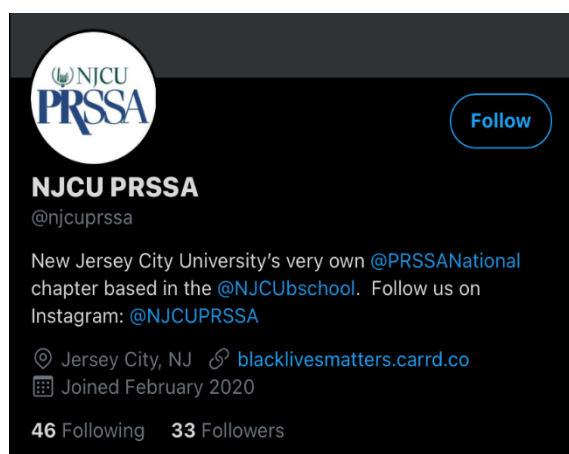 NJCU
PRSSA
Follow
NJCU PRSSA
@njcuprssa
New Jersey City University’s very own @PRSSANational
chapter based in the @NJCUbschool.  Follow us on
Instagram: @NJCUPRSSA
Jersey City, NJ blacklivesmatters.carrd.co
Joined February 2020
46 Following 33 Followers